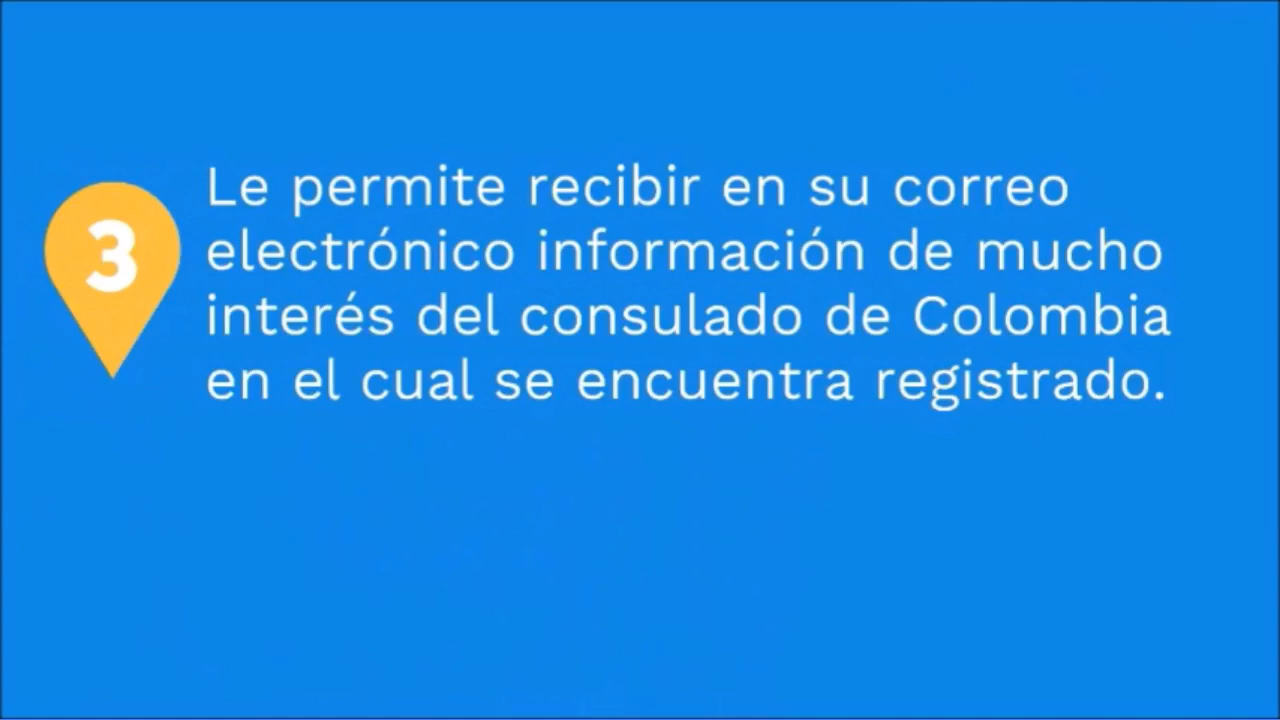 3
Le permite recibir en su correo
electrónico información de mucho
interés del consulado de Colombia
en el cual se encuentra registrado.